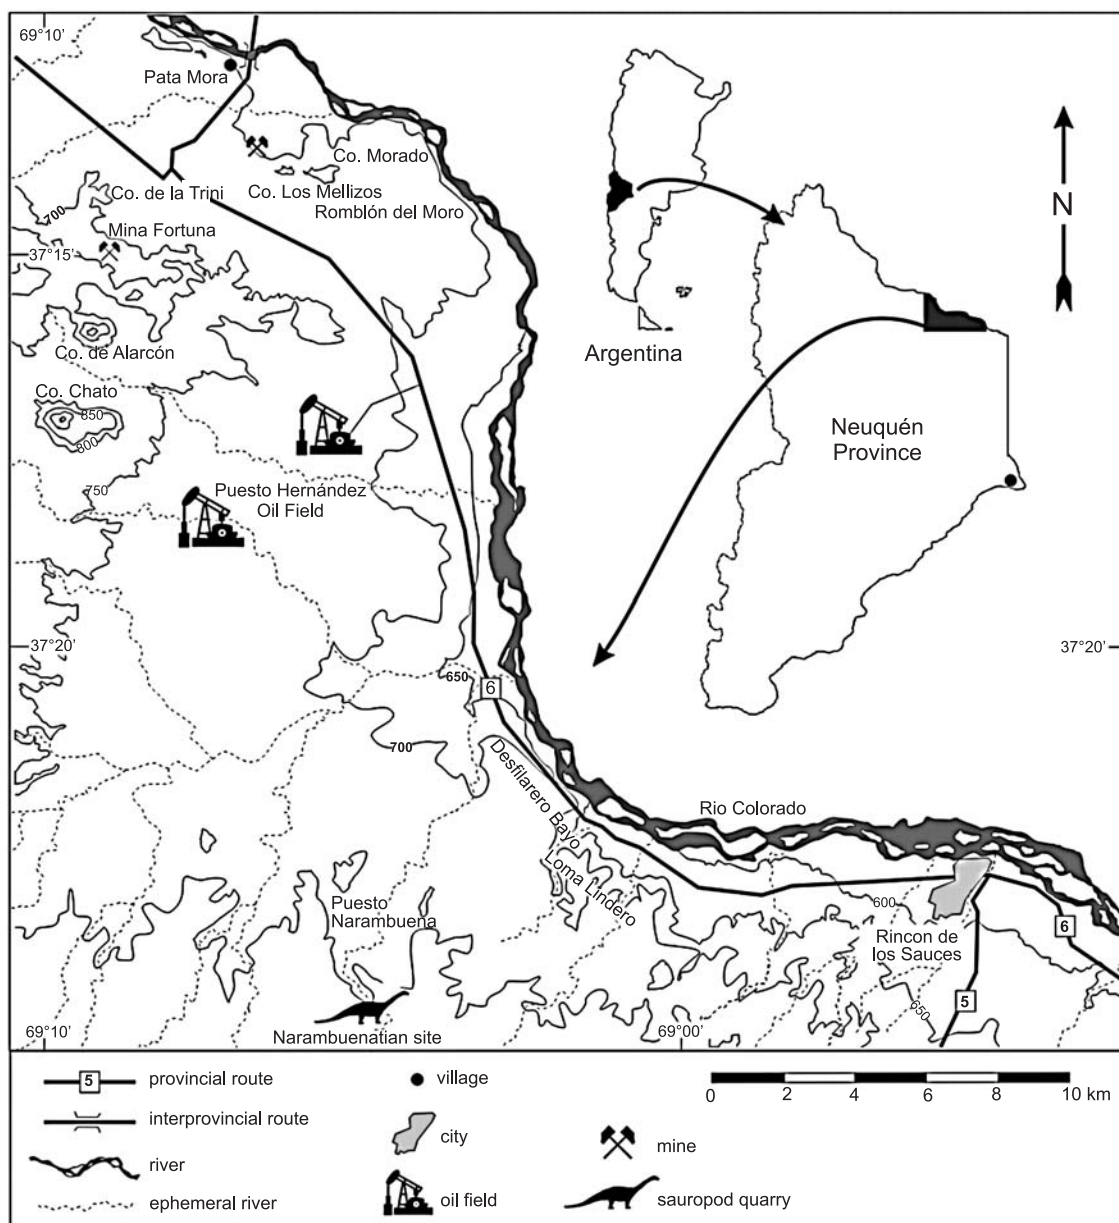 69°10'
Pata Mora
Co. Morado
Co. de la Trini
Co. Los Mellizos
Romblón del Moro
700
Mina Fortuna
N
37°15'
Co. de Alarcón
Argentina
Co. Chato
850
800
Neuquén
Province
750
Puesto Hernández
Oil Field
37°20'
37°20'
650
6
700
Desfilarero Bayo
Rio Colorado
Loma Lindero
Puesto
Narambuena
600
Rincon de
los Sauces
6
650
5
Narambuenatian site
69°10'
69°00'
5
provincial route
village
0
2
4
6
8
10 km
interprovincial route
city
mine
river
ephemeral river
oil field
sauropod quarry